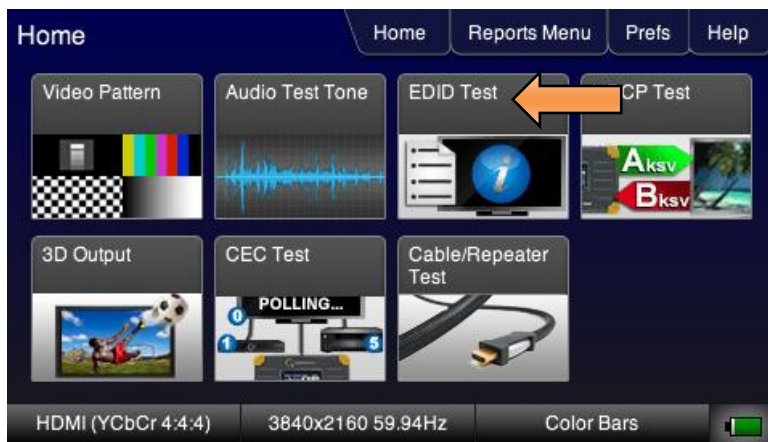 Home
Home
Reports Menu
Prefs
Help
Video Pattern
Audio Test Tone
EDID Test
CP Test
Aksv
Bksv
3D Output
CEC Test
Cable/Repeater
Test
POLLING...
0
1
5
HDMI (YCbCr 4:4:4)
3840x2160 59.94Hz
Color Bars